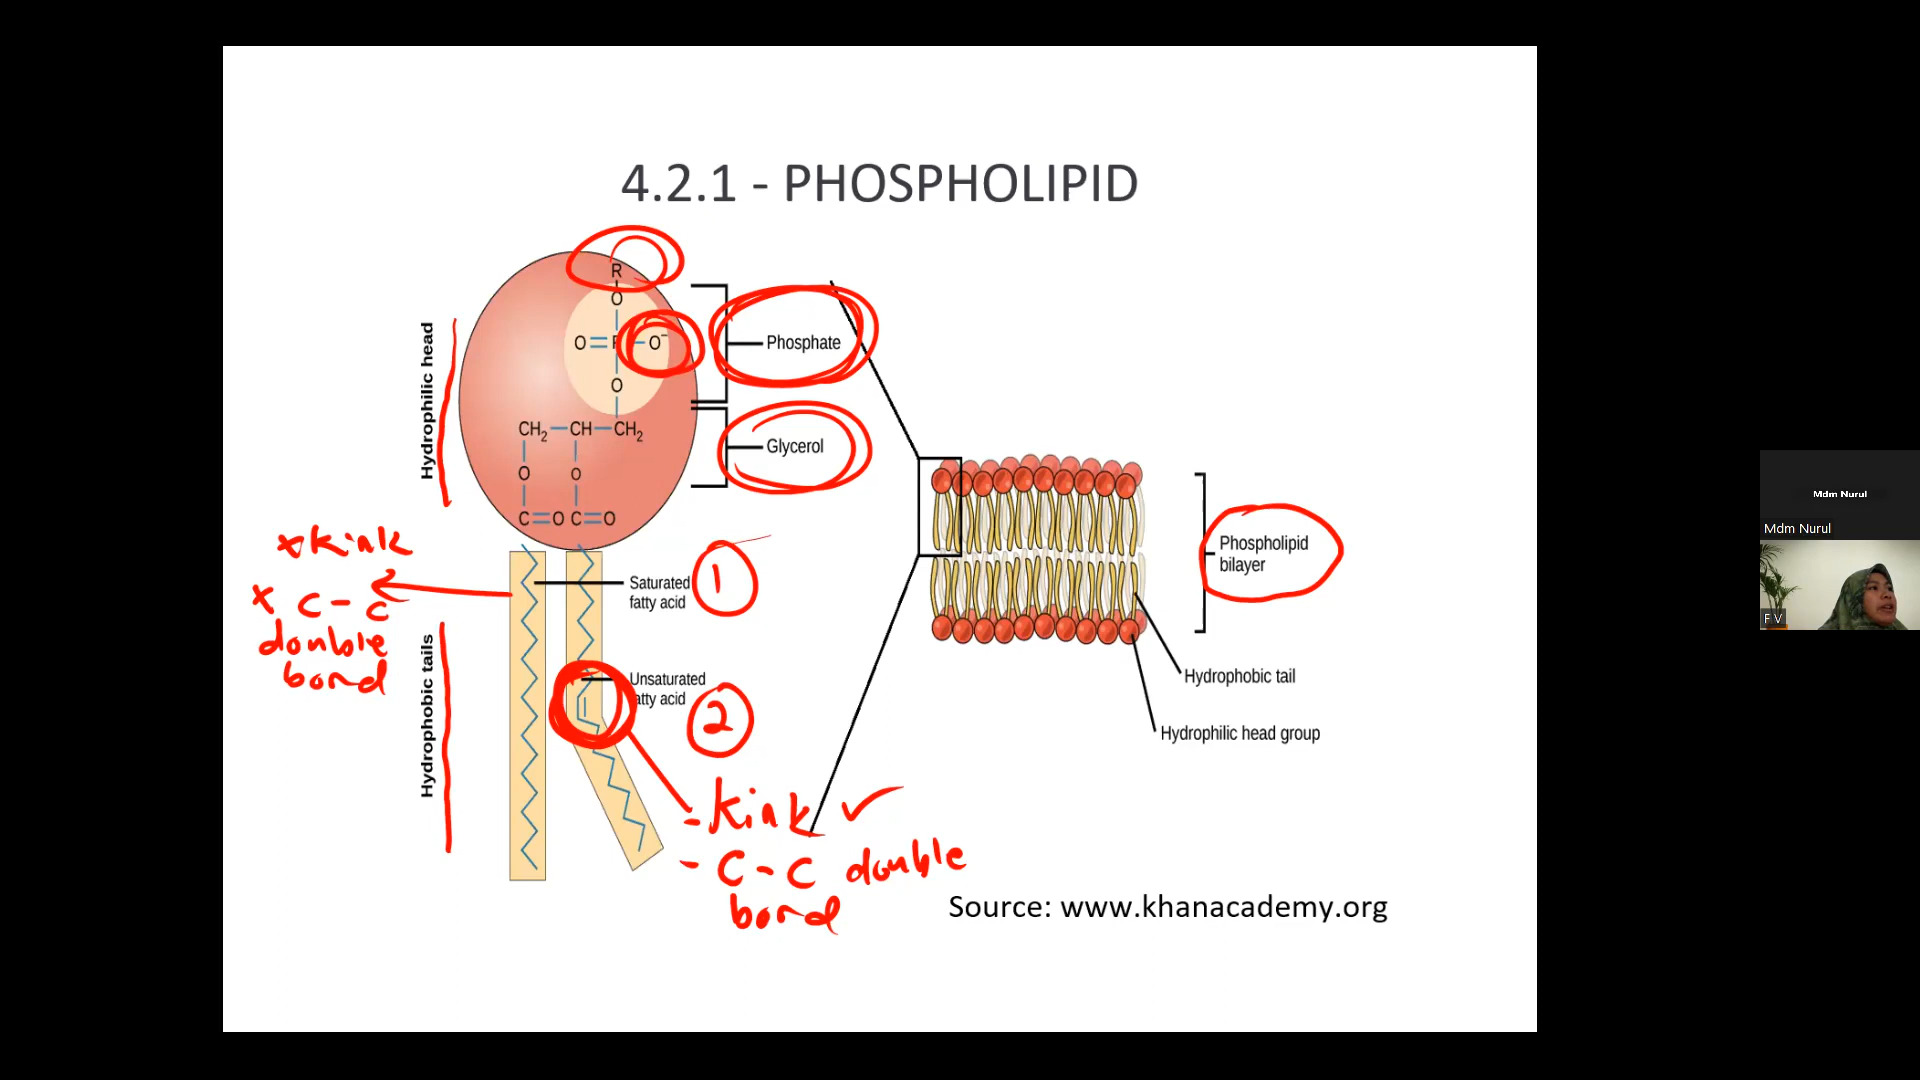 4.2.1 - PHOSPHOLIPID
Hydrophilic head
R
O
O = P - O⁻
O
CH₂ - CH - CH₂
O O
C=O C=O
Phosphate
Glycerol
x kink
x C - C
double
bond
Saturated
fatty acid
1
Hydrophobic tails
Unsaturated
fatty acid
2
- kink ✓
- C - C double
bond
Phospholipid
bilayer
Hydrophobic tail
Hydrophilic head group
Source: www.khanacademy.org
Mdm Nurul
Mdm Nurul
F V